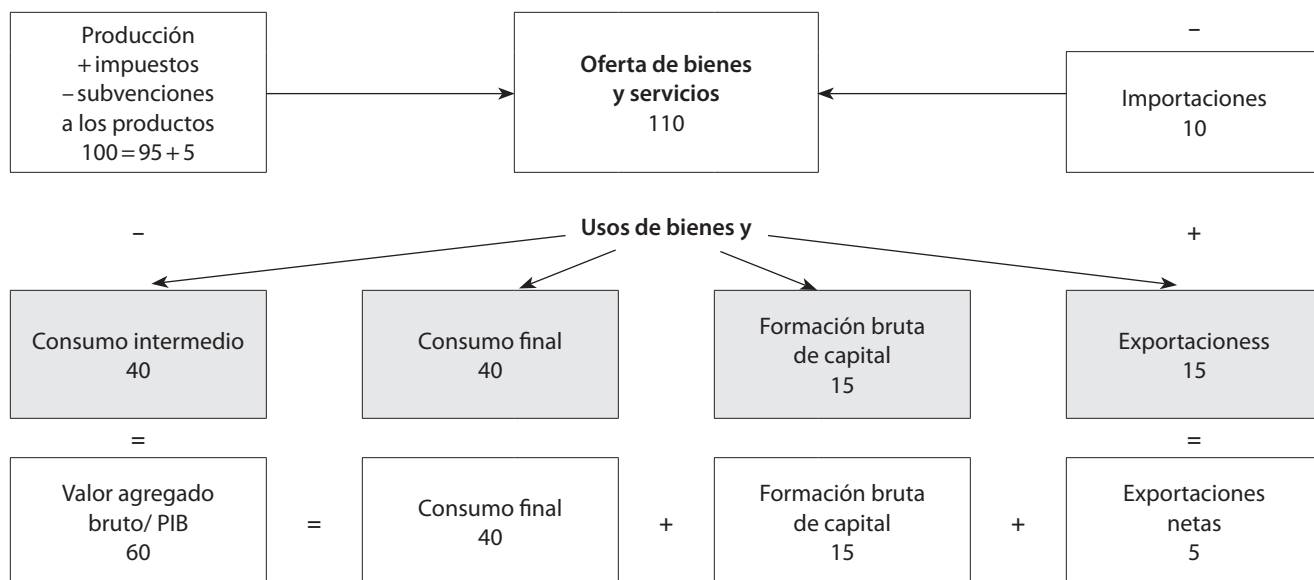 Producción
+ impuestos
– subvenciones
a los productos
100 = 95 + 5
Oferta de bienes
y servicios
110
–
Importaciones
10
–
Usos de bienes y
+
Consumo intermedio
40
Consumo final
40
Formación bruta
de capital
15
Exportacioness
15
=
=
Valor agregado
bruto/ PIB
60
=
Consumo final
40
+
Formación bruta
de capital
15
+
Exportaciones
netas
5